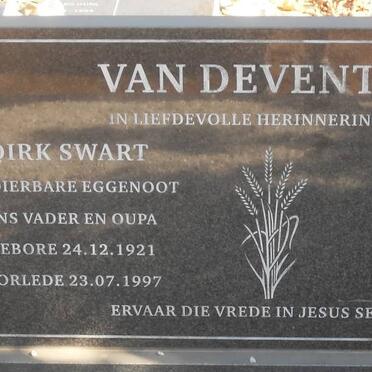 VAN DEVENT
IN LIEFDEVOLLE HERINNERIN
DIRK SWART
DIERBARE EGGENOOT
NS VADER EN OUPA
EBORE 24.12.1921
ORLEDE 23.07.1997
ERVAAR DIE VREDE IN JESUS SE